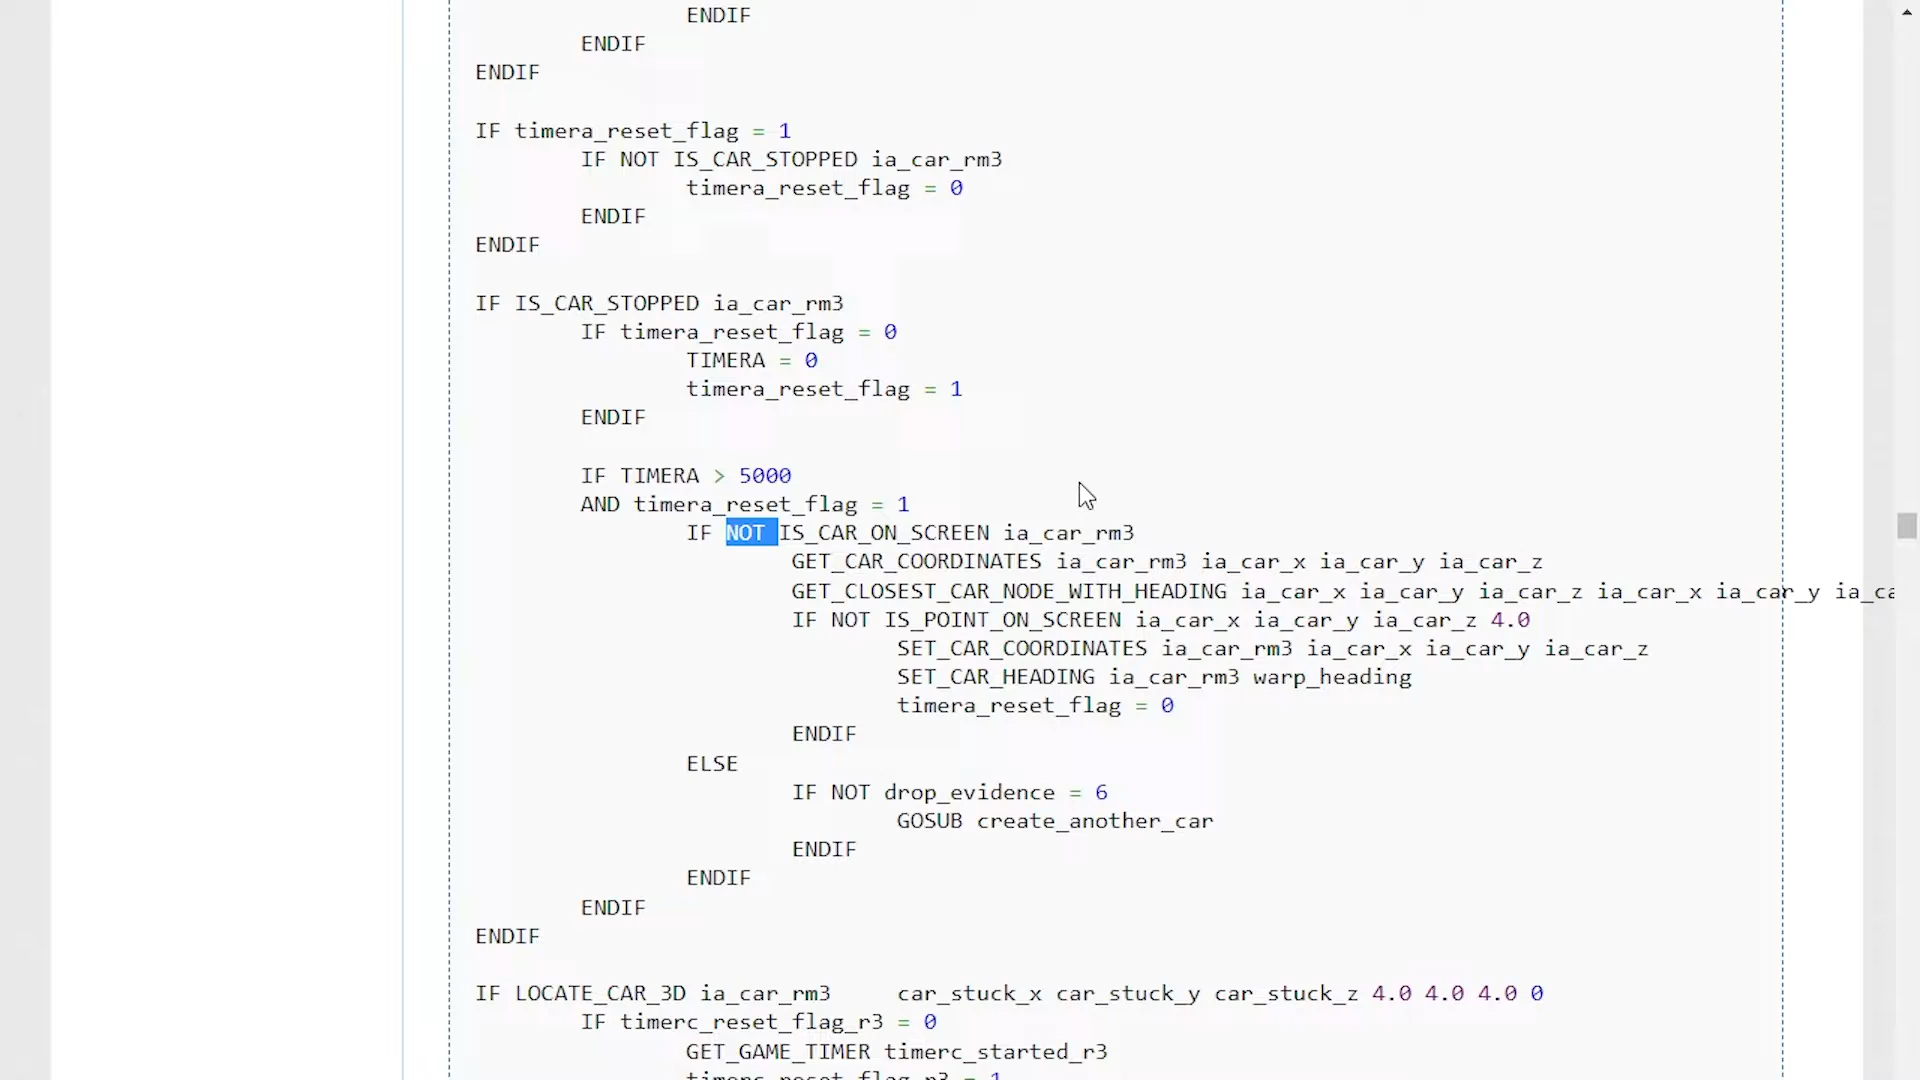 ENDIF
ENDIF
ENDIF
IF timera_reset_flag = 1
IF NOT IS_CAR_STOPPED ia_car_rm3
timera_reset_flag = 0
ENDIF
ENDIF
IF IS_CAR_STOPPED ia_car_rm3
IF timera_reset_flag = 0
TIMERA = 0
timera_reset_flag = 1
ENDIF
IF TIMERA > 5000
AND timera_reset_flag = 1
IF NOT IS_CAR_ON_SCREEN ia_car_rm3
GET_CAR_COORDINATES ia_car_rm3 ia_car_x ia_car_y ia_car_z
GET_CLOSEST_CAR_NODE_WITH_HEADING ia_car_x ia_car_y ia_car_z ia_car_x ia_car_y ia_ca
IF NOT IS_POINT_ON_SCREEN ia_car_x ia_car_y ia_car_z 4.0
SET_CAR_COORDINATES ia_car_rm3 ia_car_x ia_car_y ia_car_z
SET_CAR_HEADING ia_car_rm3 warp_heading
timera_reset_flag = 0
ENDIF
ELSE
IF NOT drop_evidence = 6
GOSUB create_another_car
ENDIF
ENDIF
ENDIF
ENDIF
IF LOCATE_CAR_3D ia_car_rm3 car_stuck_x car_stuck_y car_stuck_z 4.0 4.0 4.0 0
IF timerc_reset_flag_r3 = 0
GET_GAME_TIMER timerc_started_r3
timerc_reset_flag_r3 = 1